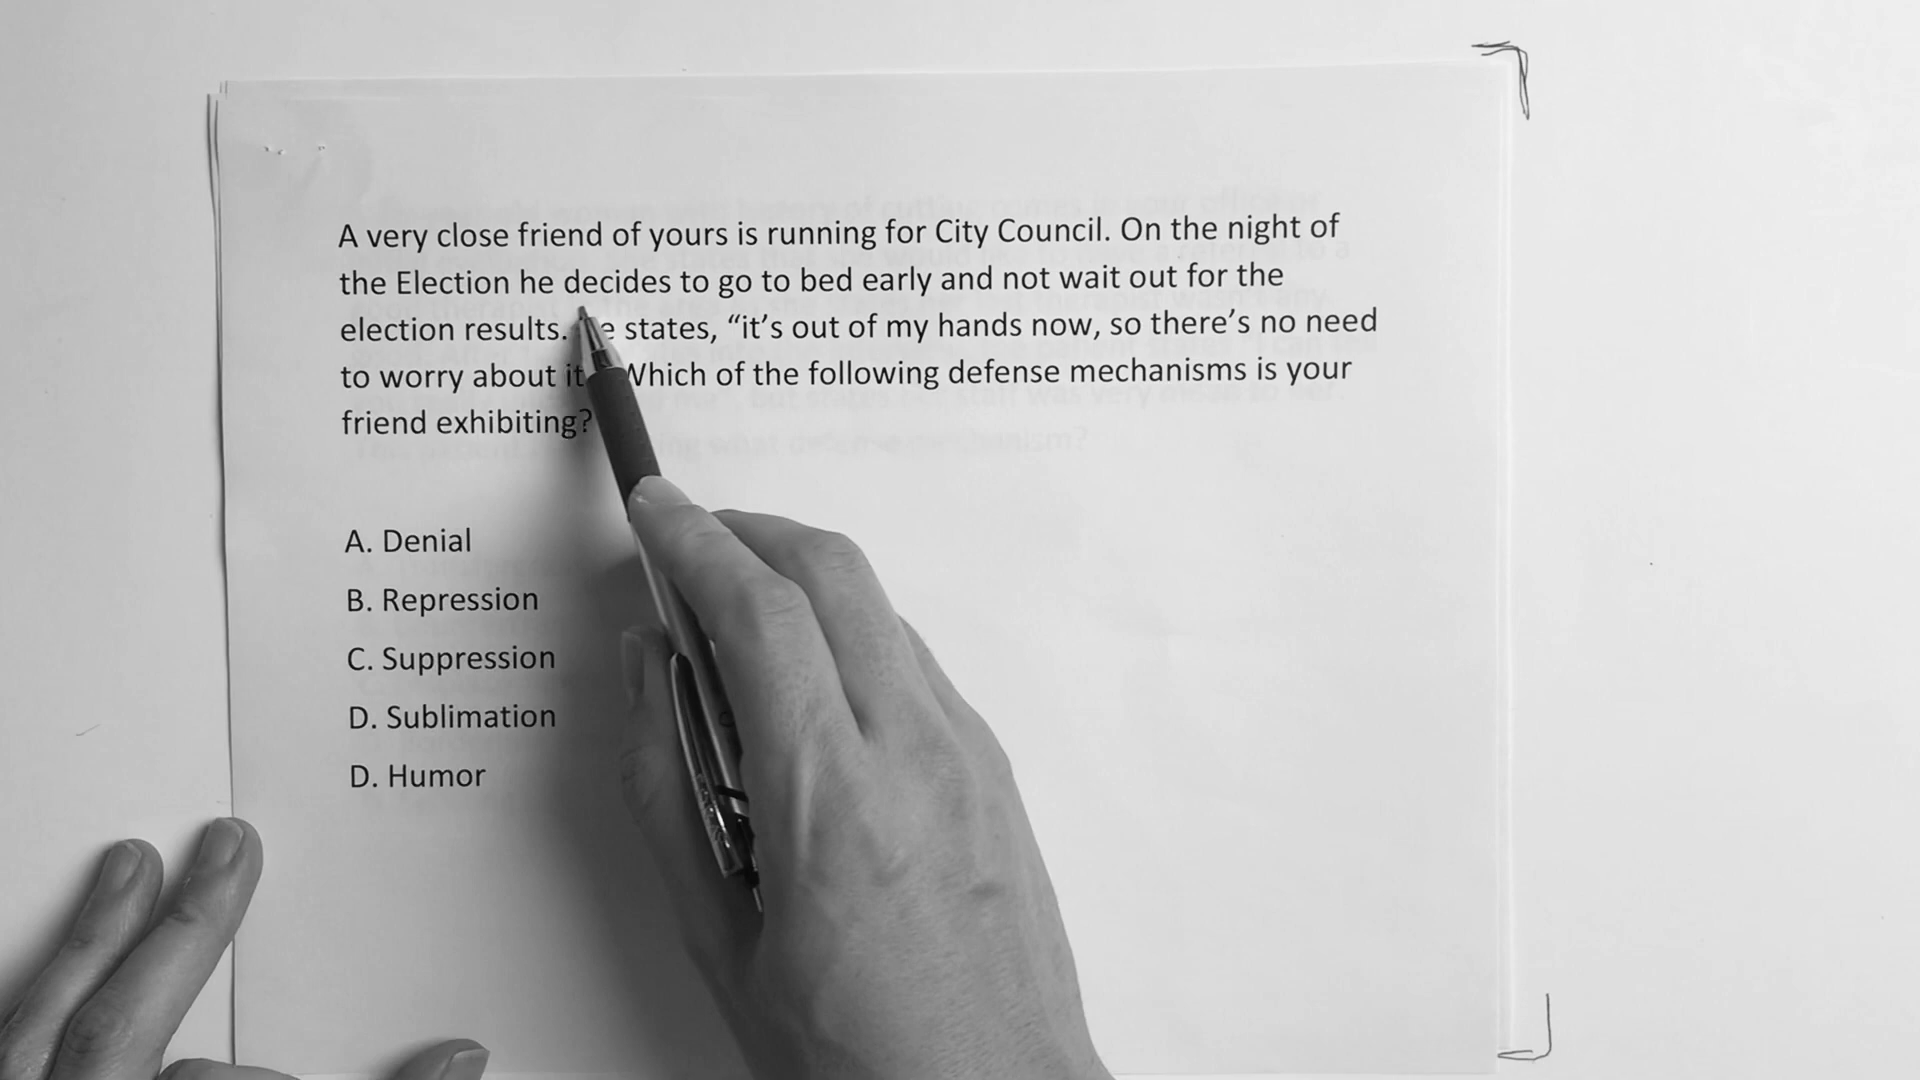 A very close friend of yours is running for City Council. On the night of
the Election he decides to go to bed early and not wait out for the
election results. states, “it’s out of my hands now, so there’s no need
to worry about it Which of the following defense mechanisms is your
friend exhibiting?
A. Denial
B. Repression
C. Suppression
D. Sublimation
D. Humor